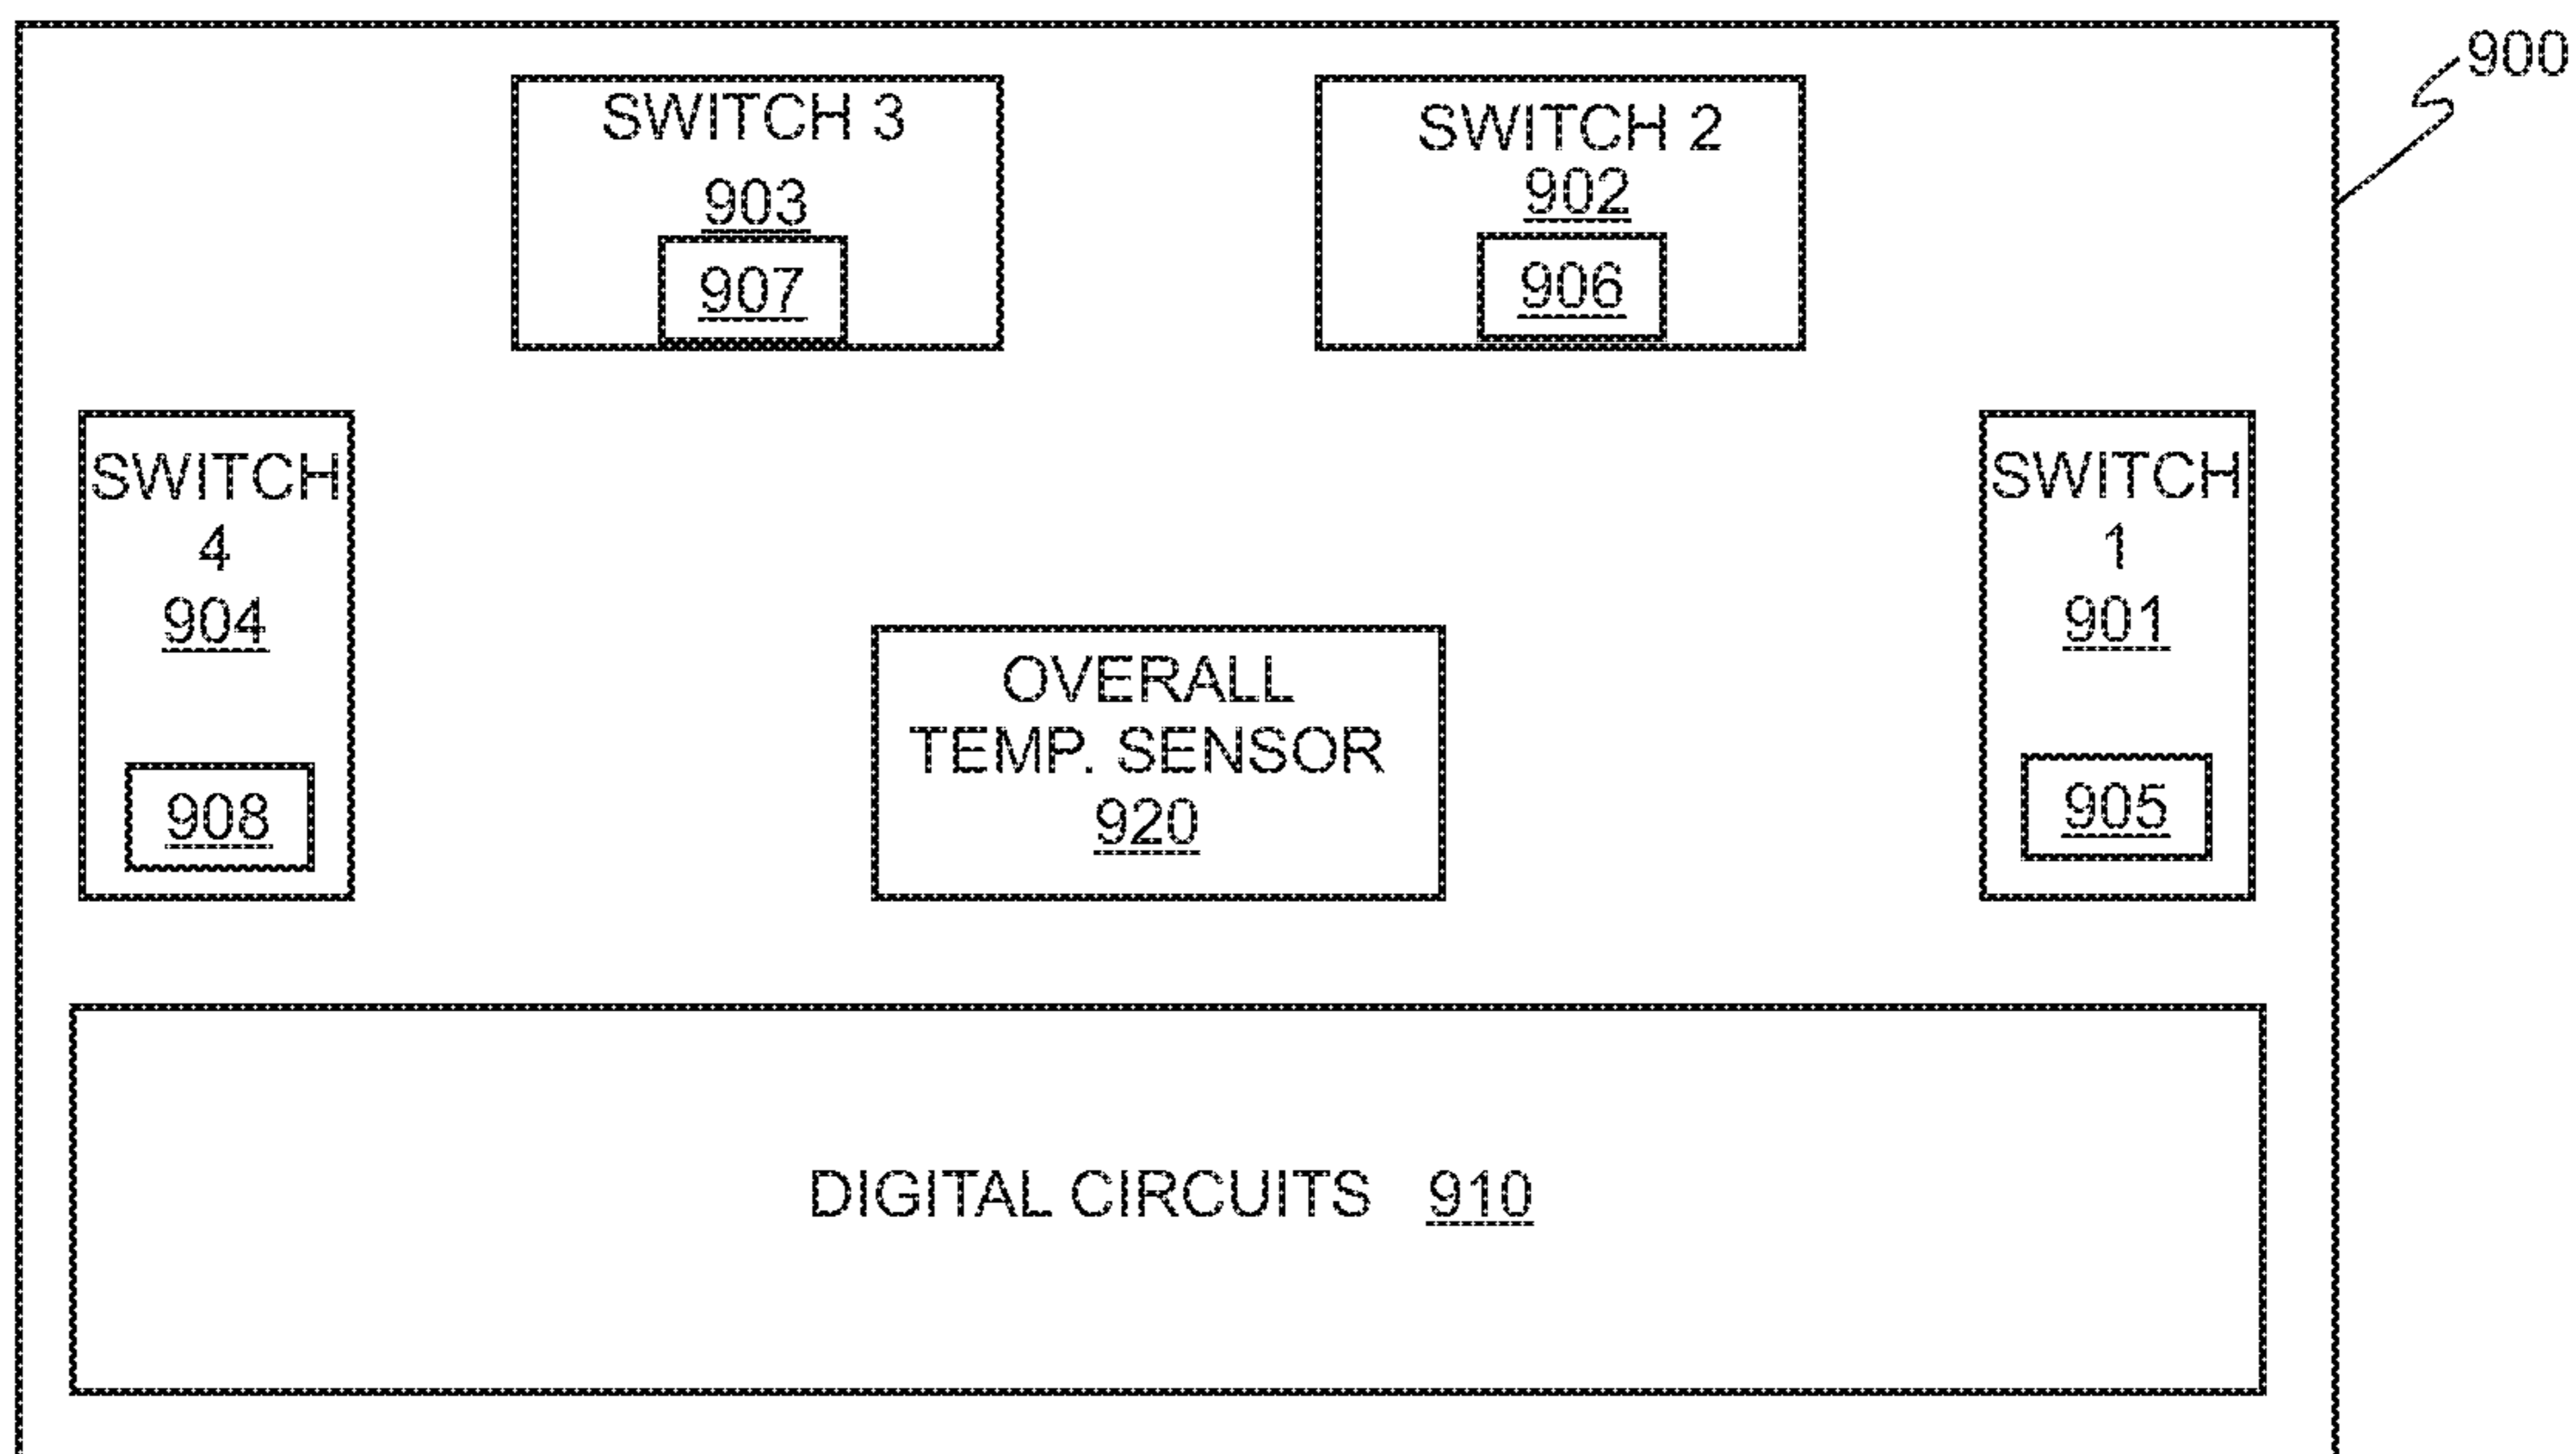 900
SWITCH 3
903
907
SWITCH 2
902
906
SWITCH
4
904
908
SWITCH
1
901
905
OVERALL
TEMP. SENSOR
920
DIGITAL CIRCUITS 910